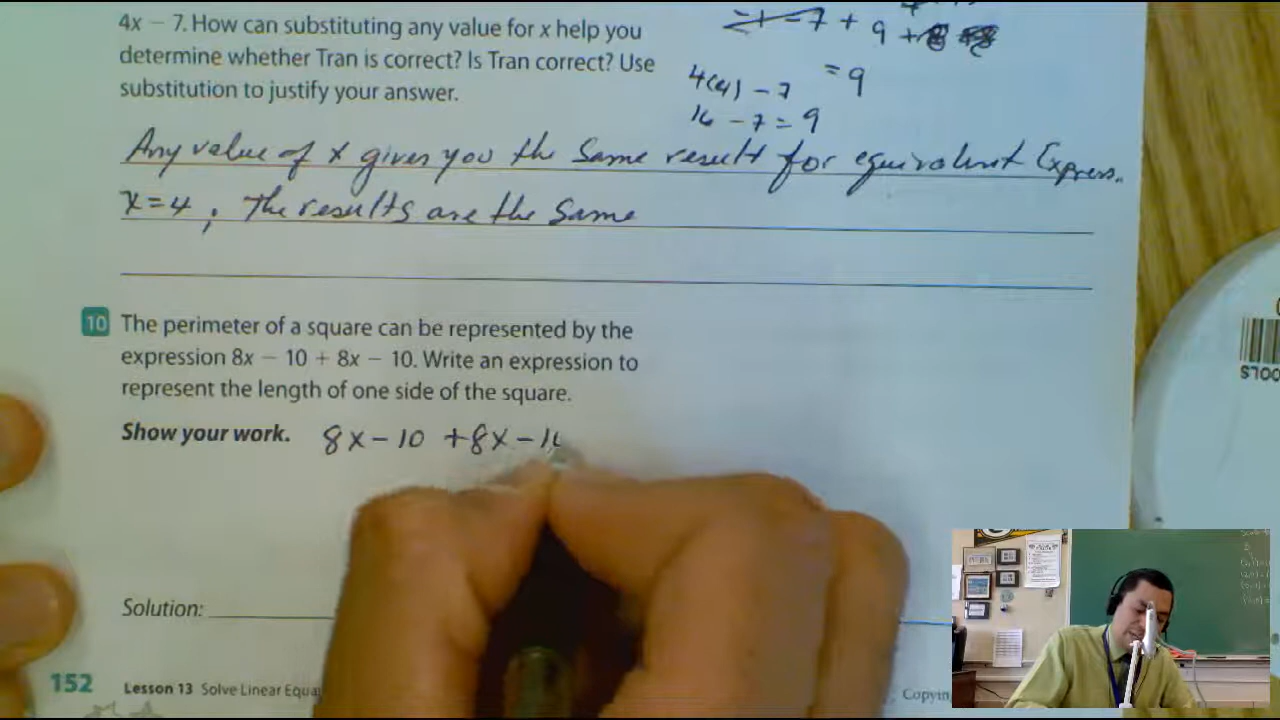 4x − 7. How can substituting any value for x help you
determine whether Tran is correct? Is Tran correct? Use
substitution to justify your answer.
-7 + 9
= 9
4(4) - 7
16 - 7 = 9
Any value of x gives you the same result for equivalent Express.
x=4, the results are the same
10 The perimeter of a square can be represented by the
expression 8x − 10 + 8x − 10. Write an expression to
represent the length of one side of the square.
Show your work. 8x - 10 + 8x - 1
Solution:
152 Lesson 13 Solve Linear Equa
Copyin